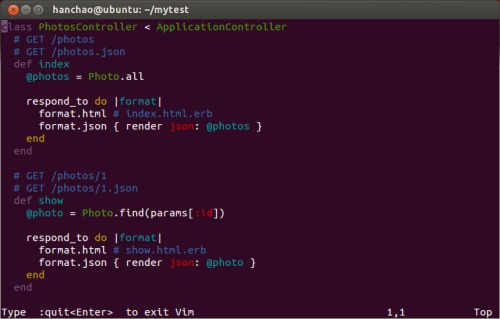 hanchao@ubuntu: ~/mytest
class PhotosController < ApplicationController
  # GET /photos
  # GET /photos.json
  def index
    @photos = Photo.all

    respond_to do |format|
      format.html # index.html.erb
      format.json { render json: @photos }
    end
  end

  # GET /photos/1
  # GET /photos/1.json
  def show
    @photo = Photo.find(params[:id])

    respond_to do |format|
      format.html # show.html.erb
      format.json { render json: @photo }
    end
  end
Type  :quit<Enter>  to exit Vim                                    1,1           Top